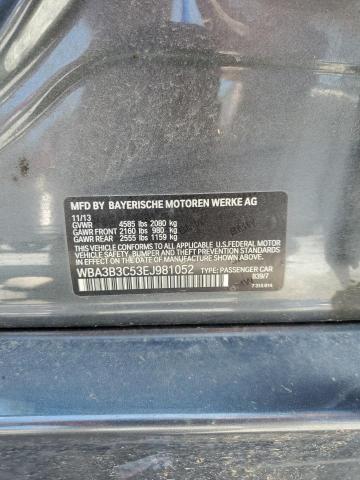 MFD BY BAYERISCHE MOTOREN WERKE AG
11/13
GVWR 4585 lbs 2080 kg
GAWR FRONT 2160 lbs 980 kg
GAWR REAR 2555 lbs 1159 kg
THIS VEHICLE CONFORMS TO ALL APPLICABLE
U.S. FEDERAL MOTOR VEHICLE
SAFETY, BUMPER, AND THEFT PREVENTION STANDARDS
IN EFFECT ON THE DATE OF MANUFACTURE SHOWN ABOVE.
WBA3B3C53EJ981052 TYPE: PASSENGER CAR
839/7